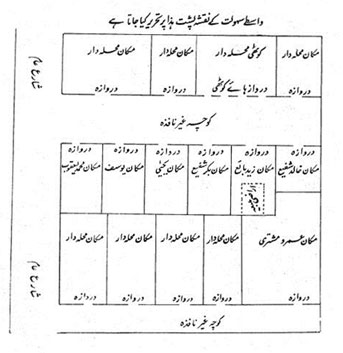 واسطے سہولت کے نقشہ پشت ہذا پر تحریر کیا جاتا ہے
شارع عام
مکان محلہ دار
کوٹھی محلہ دار
مکان محلہ دار
مکان محلہ دار
دروازہ
دروازہائے کوٹھی
دروازہ
دروازہ
کوچہ غیر نافذہ
دروازہ
دروازہ
دروازہ
دروازہ
دروازہ
دروازہ
مکان خالد شفیع
مکان زید بائع
مکان بکر شفیع
مکان یحییٰ
مکان یوسف
مکان محمد یعقوب
مکان عمرو مشتری
مکان محلہ دار
مکان محلہ دار
مکان محلہ دار
مکان محلہ دار
دروازہ
دروازہ
دروازہ
دروازہ
دروازہ
شارع عام
کوچہ غیر نافذہ